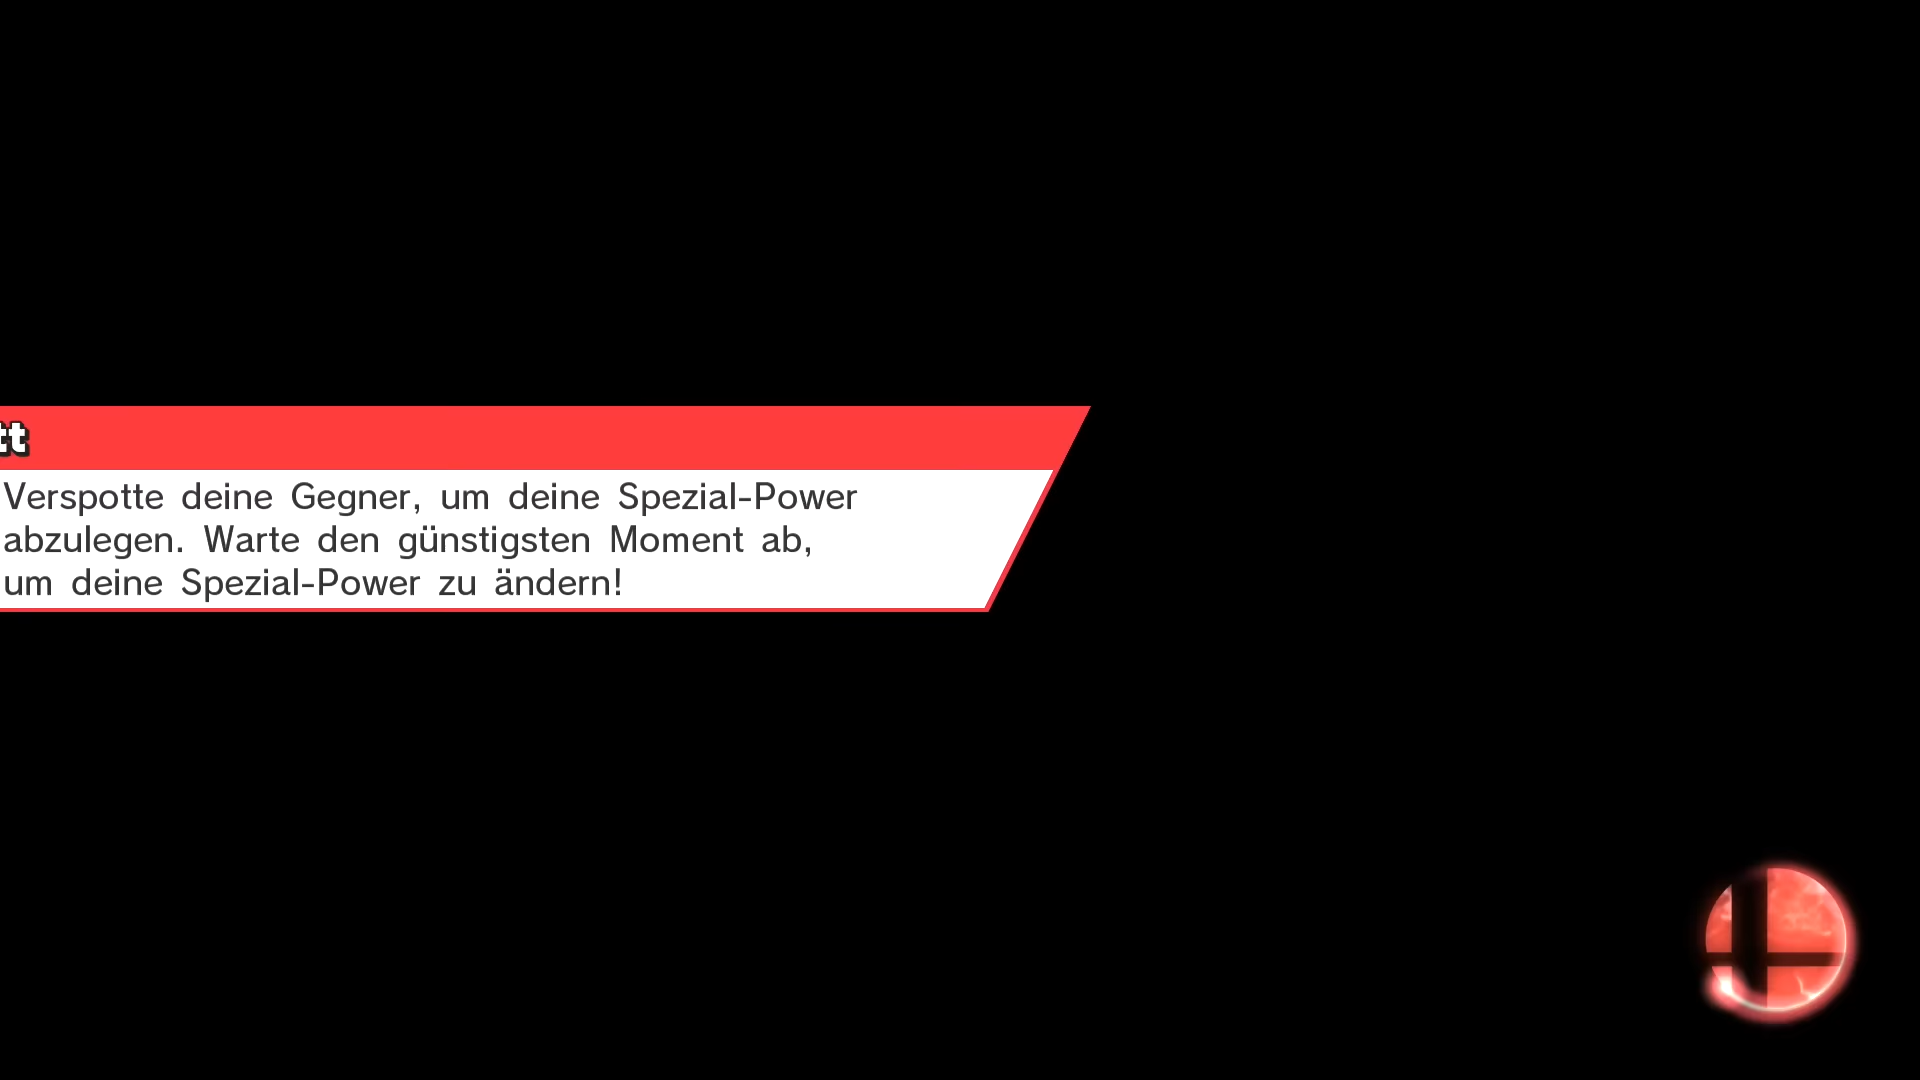 tt
Verspotte deine Gegner, um deine Spezial-Power
abzulegen. Warte den günstigsten Moment ab,
um deine Spezial-Power zu ändern!